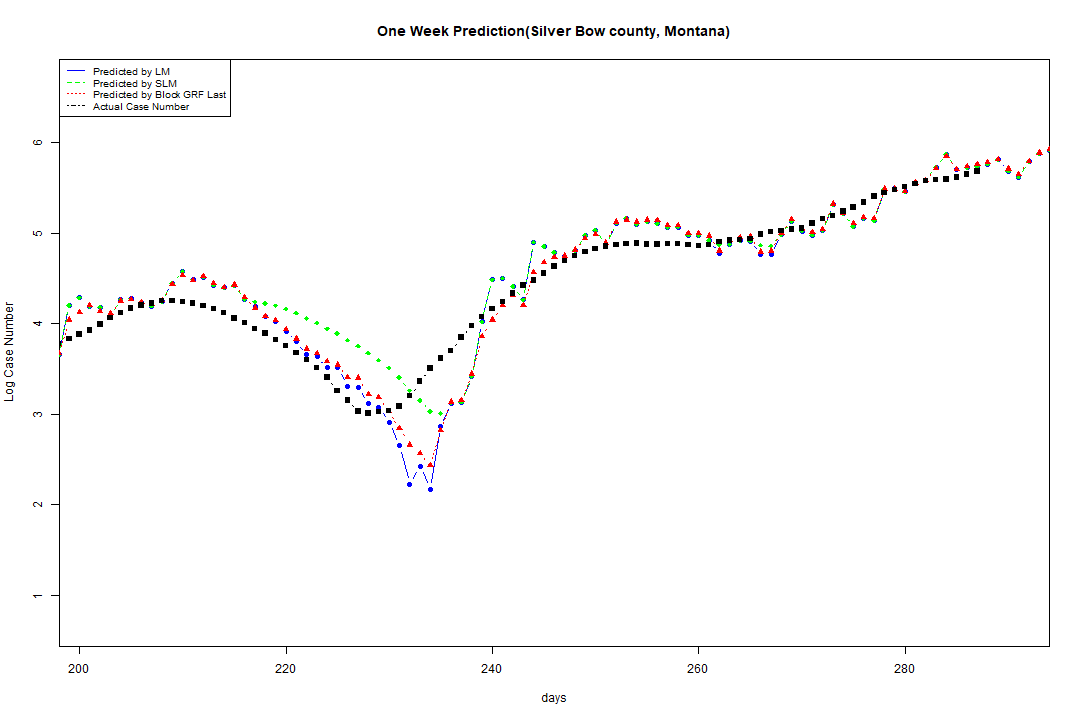 One Week Prediction(Silver Bow county, Montana)
Predicted by LM
Predicted by SLM
Predicted by Block GRF Last
Actual Case Number
6
5
4
3
2
1
Log Case Number
200 220 240 260 280
days